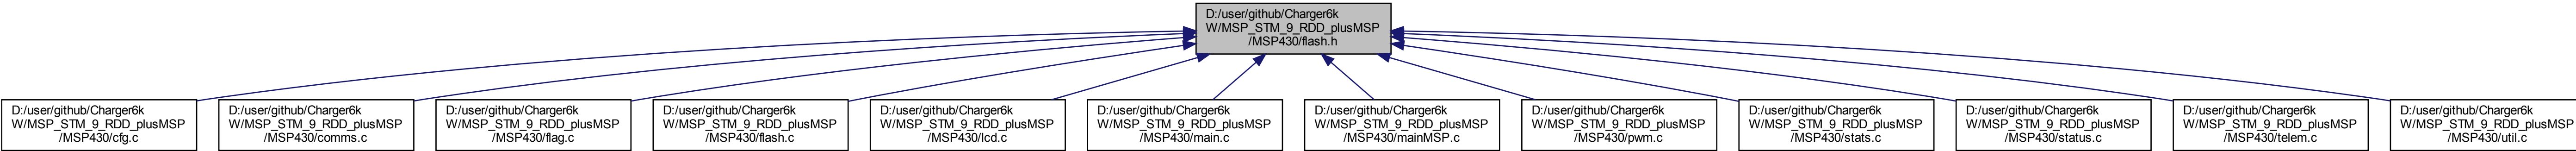 D:/user/github/Charger6k
W/MSP_STM_9_RDD_plusMSP
/MSP430/flash.h
D:/user/github/Charger6k
W/MSP_STM_9_RDD_plusMSP
/MSP430/cfg.c
D:/user/github/Charger6k
W/MSP_STM_9_RDD_plusMSP
/MSP430/comms.c
D:/user/github/Charger6k
W/MSP_STM_9_RDD_plusMSP
/MSP430/flag.c
D:/user/github/Charger6k
W/MSP_STM_9_RDD_plusMSP
/MSP430/flash.c
D:/user/github/Charger6k
W/MSP_STM_9_RDD_plusMSP
/MSP430/lcd.c
D:/user/github/Charger6k
W/MSP_STM_9_RDD_plusMSP
/MSP430/main.c
D:/user/github/Charger6k
W/MSP_STM_9_RDD_plusMSP
/MSP430/mainMSP.c
D:/user/github/Charger6k
W/MSP_STM_9_RDD_plusMSP
/MSP430/pwm.c
D:/user/github/Charger6k
W/MSP_STM_9_RDD_plusMSP
/MSP430/stats.c
D:/user/github/Charger6k
W/MSP_STM_9_RDD_plusMSP
/MSP430/status.c
D:/user/github/Charger6k
W/MSP_STM_9_RDD_plusMSP
/MSP430/telem.c
D:/user/github/Charger6k
W/MSP_STM_9_RDD_plusMSP
/MSP430/util.c